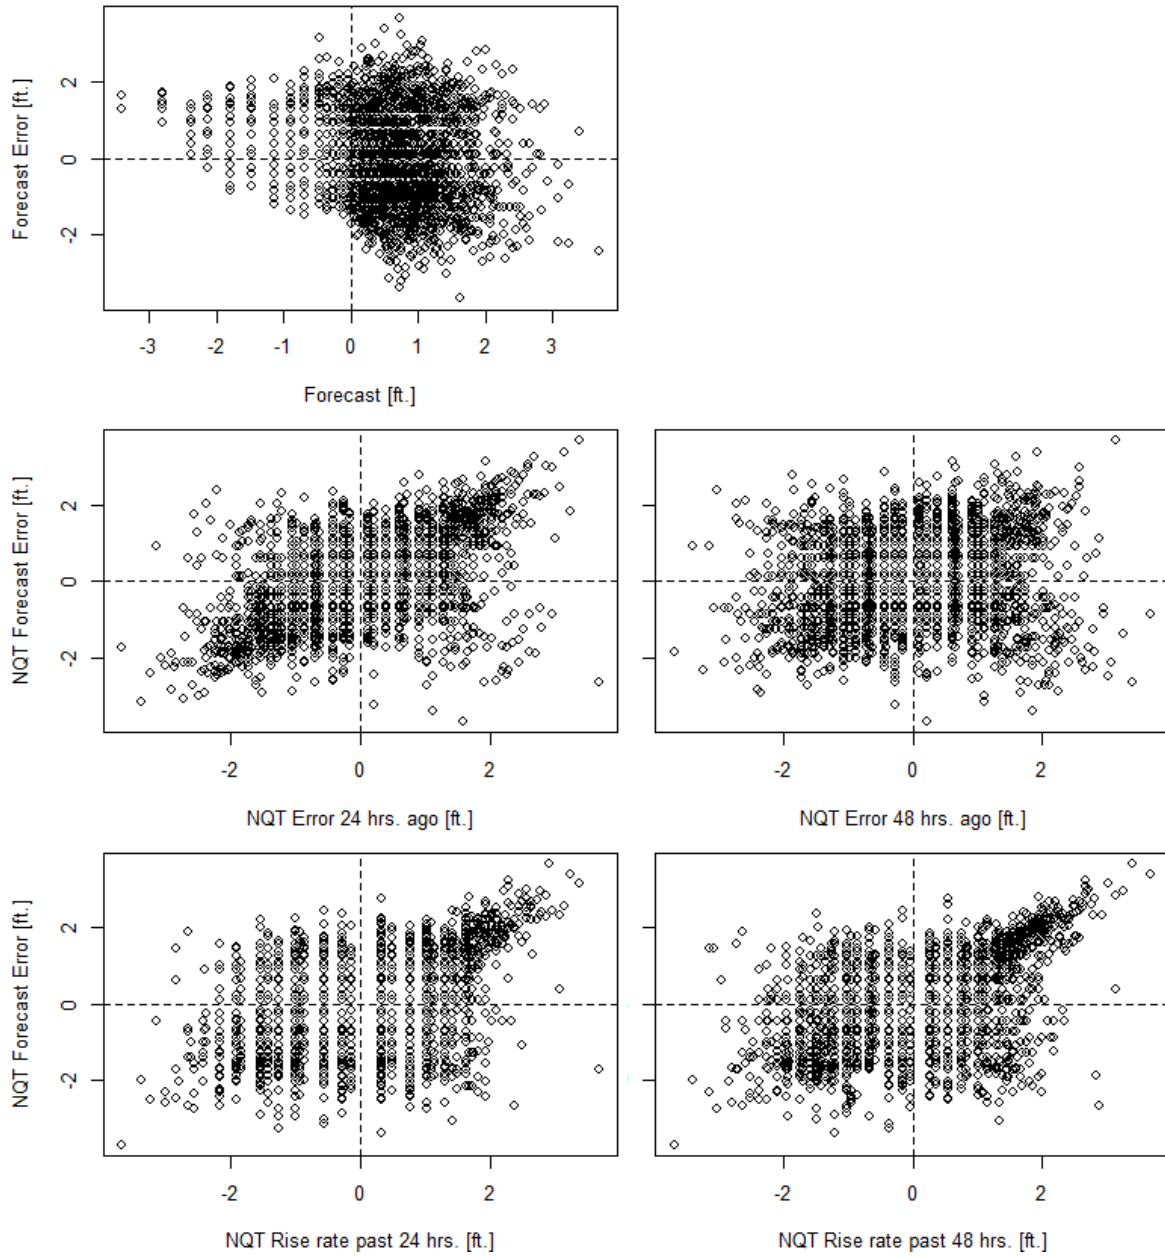 Forecast Error [ft.]
2
0
-2
-3 -2 -1 0 1 2 3
Forecast [ft.]
NQT Forecast Error [ft.]
2
0
-2
-2 0 2
NQT Error 24 hrs. ago [ft.]
-2 0 2
NQT Error 48 hrs. ago [ft.]
NQT Forecast Error [ft.]
2
0
-2
-2 0 2
NQT Rise rate past 24 hrs. [ft.]
-2 0 2
NQT Rise rate past 48 hrs. [ft.]